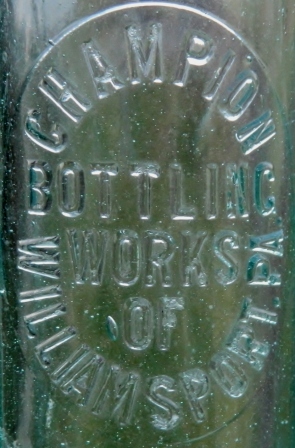 CHAMPION
BOTTLING
WORKS
OF
WILLIAMSPORT PA